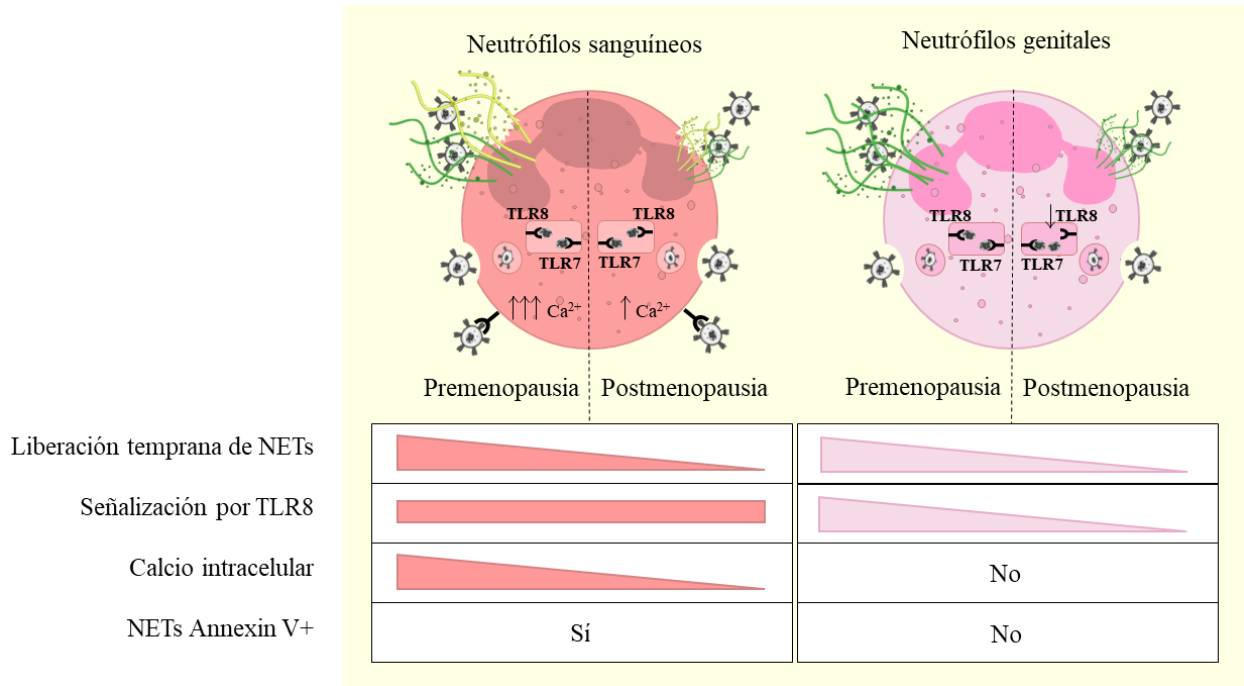 Neutrófilos sanguíneos
Neutrófilos genitales
TLR8
TLR8
TLR7
TLR7
↑↑↑ Ca²⁺
↑ Ca²⁺
TLR8
↓TLR8
TLR7
TLR7
Premenopausia
Postmenopausia
Premenopausia
Postmenopausia
Liberación temprana de NETs
Señalización por TLR8
Calcio intracelular
No
NETs Annexin V+
Sí
No